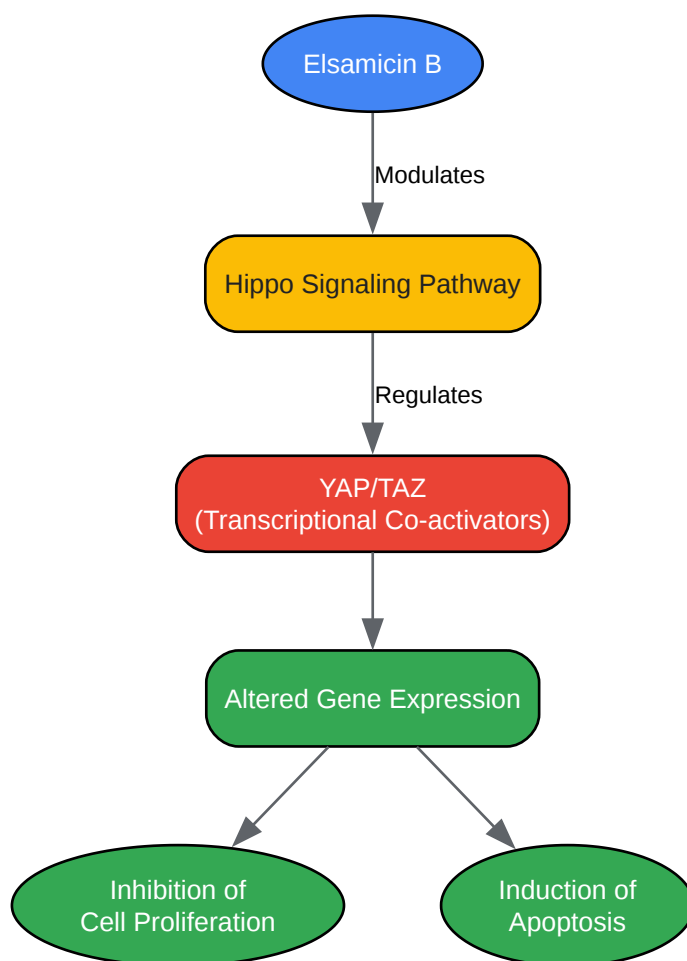 Elsamicin B
Modulates
Hippo Signaling Pathway
Regulates
YAP/TAZ
(Transcriptional Co-activators)
Altered Gene Expression
Inhibition of
Cell Proliferation
Induction of
Apoptosis